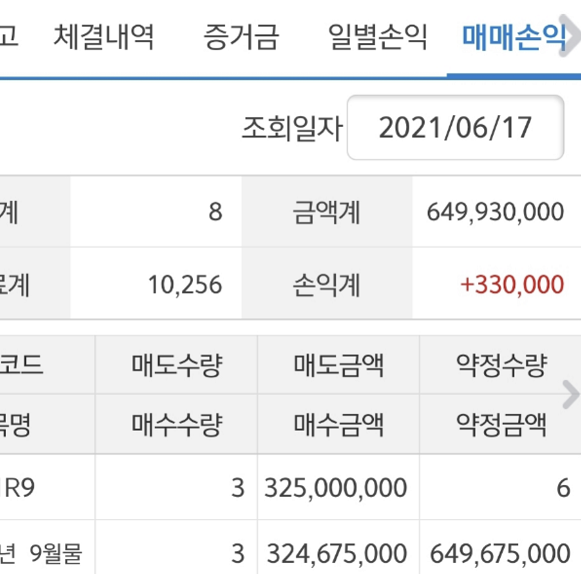 고 체결내역 증거금 일별손익 매매손익
조회일자 2021/06/17
계 8 금액계 649,930,000
료계 10,256 손익계 +330,000
코드 매도수량 매도금액 약정수량
목명 매수수량 매수금액 약정금액
R9 3 325,000,000 6
년 9월물 3 324,675,000 649,675,000